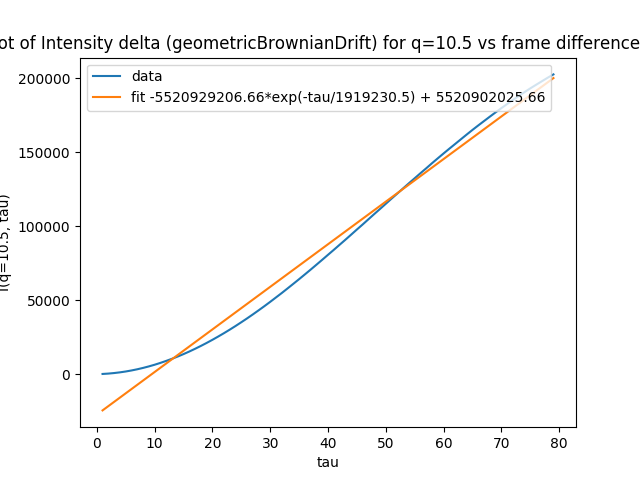 ot of Intensity delta (geometricBrownianDrift) for q=10.5 vs frame difference
data
fit -5520929206.66*exp(-tau/1919230.5) + 5520902025.66
200000
150000
100000
50000
0
I(q=10.5, tau)
0 10 20 30 40 50 60 70 80
tau